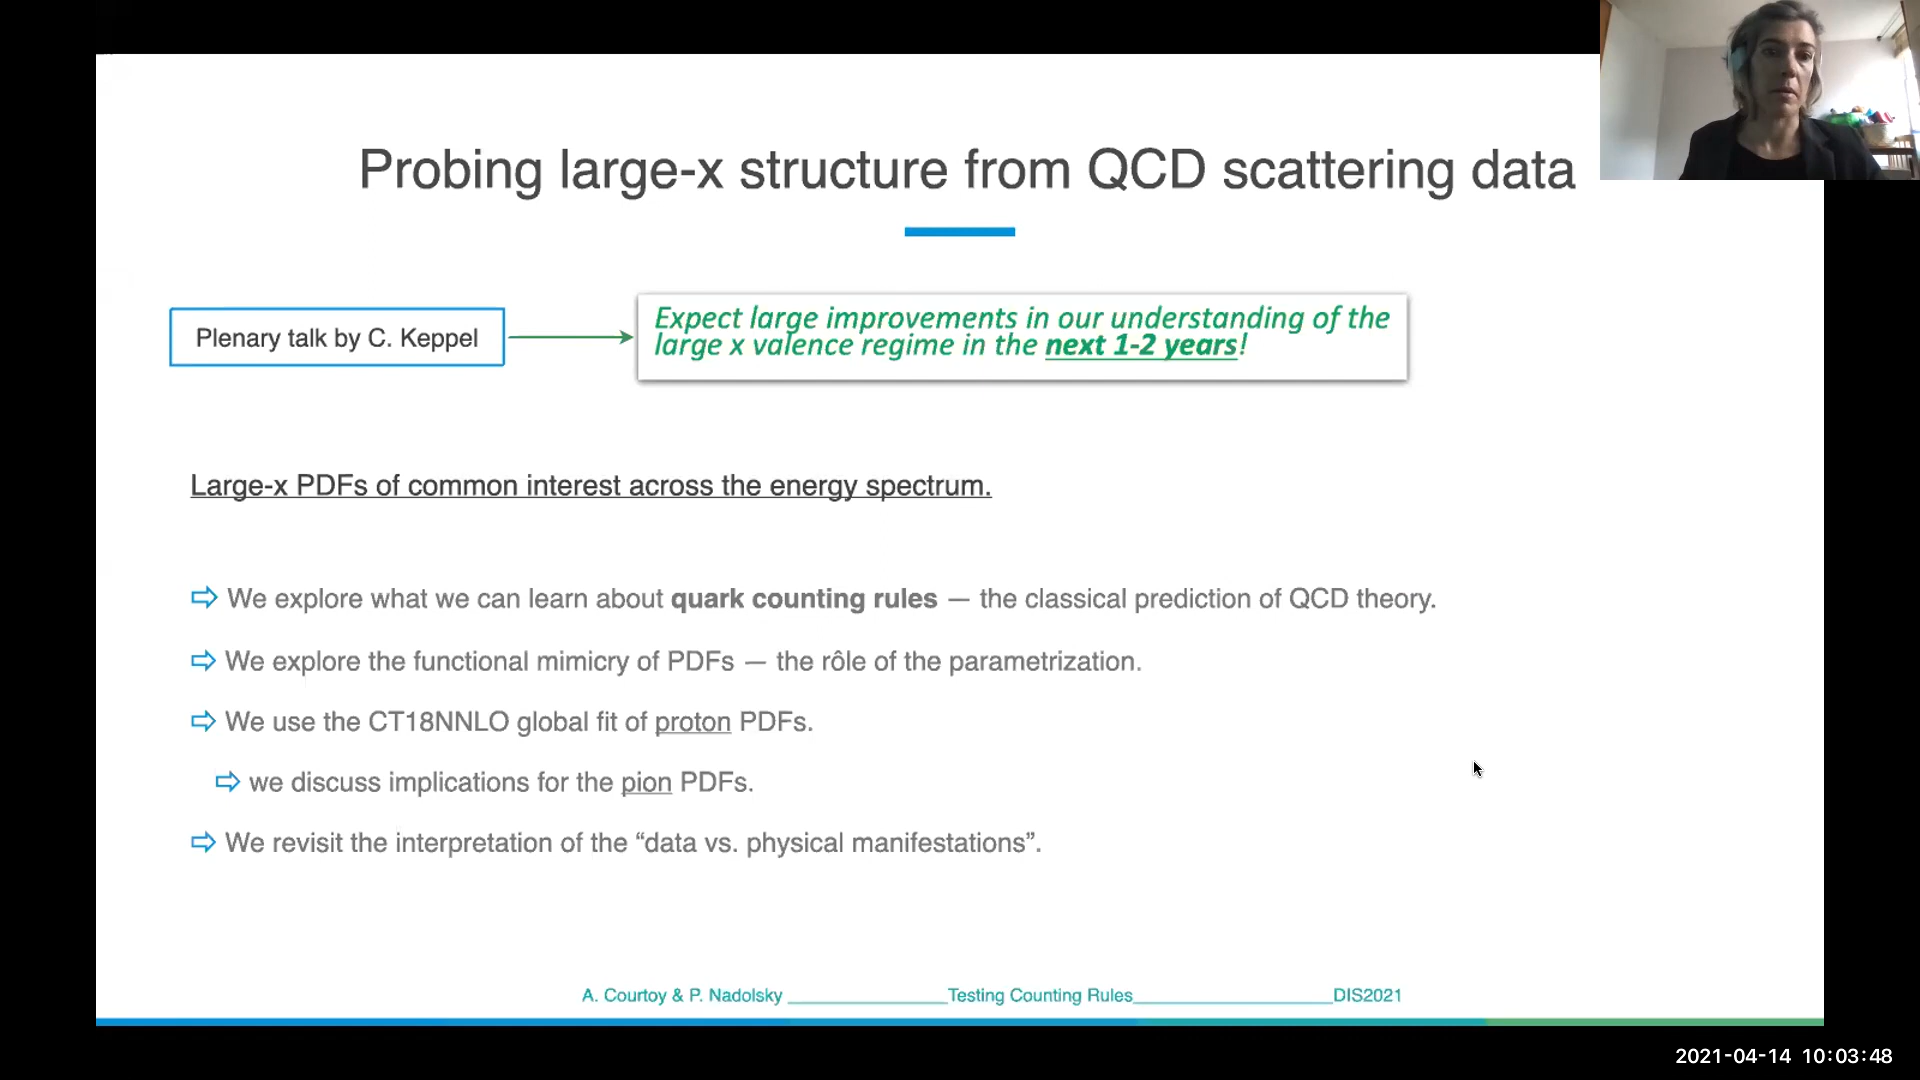 Probing large-x structure from QCD scattering data
Plenary talk by C. Keppel
Expect large improvements in our understanding of the
large x valence regime in the next 1-2 years!
Large-x PDFs of common interest across the energy spectrum.
⇨ We explore what we can learn about quark counting rules — the classical prediction of QCD theory.
⇨ We explore the functional mimicry of PDFs — the rôle of the parametrization.
⇨ We use the CT18NNLO global fit of proton PDFs.
⇨ we discuss implications for the pion PDFs.
⇨ We revisit the interpretation of the “data vs. physical manifestations”.
A. Courtoy & P. Nadolsky ________________Testing Counting Rules____________________DIS2021
2021-04-14 10:03:48